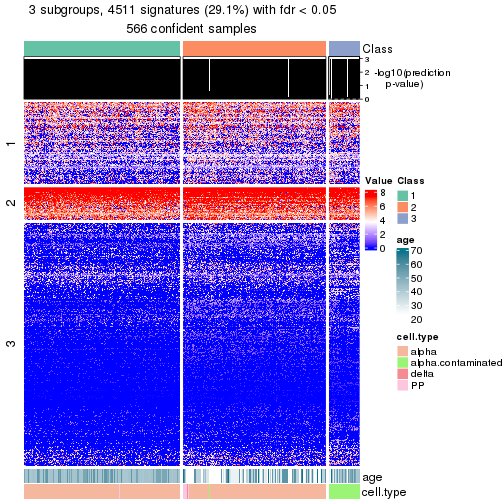 3 subgroups, 4511 signatures (29.1%) with fdr < 0.05
566 confident samples
Class
3
2
1
0
-log10(prediction
p-value)
1
2
3
Value
8
6
4
2
0
Class
1
2
3
age
70
60
50
40
30
20
cell.type
alpha
alpha.contaminated
delta
PP
age
cell.type